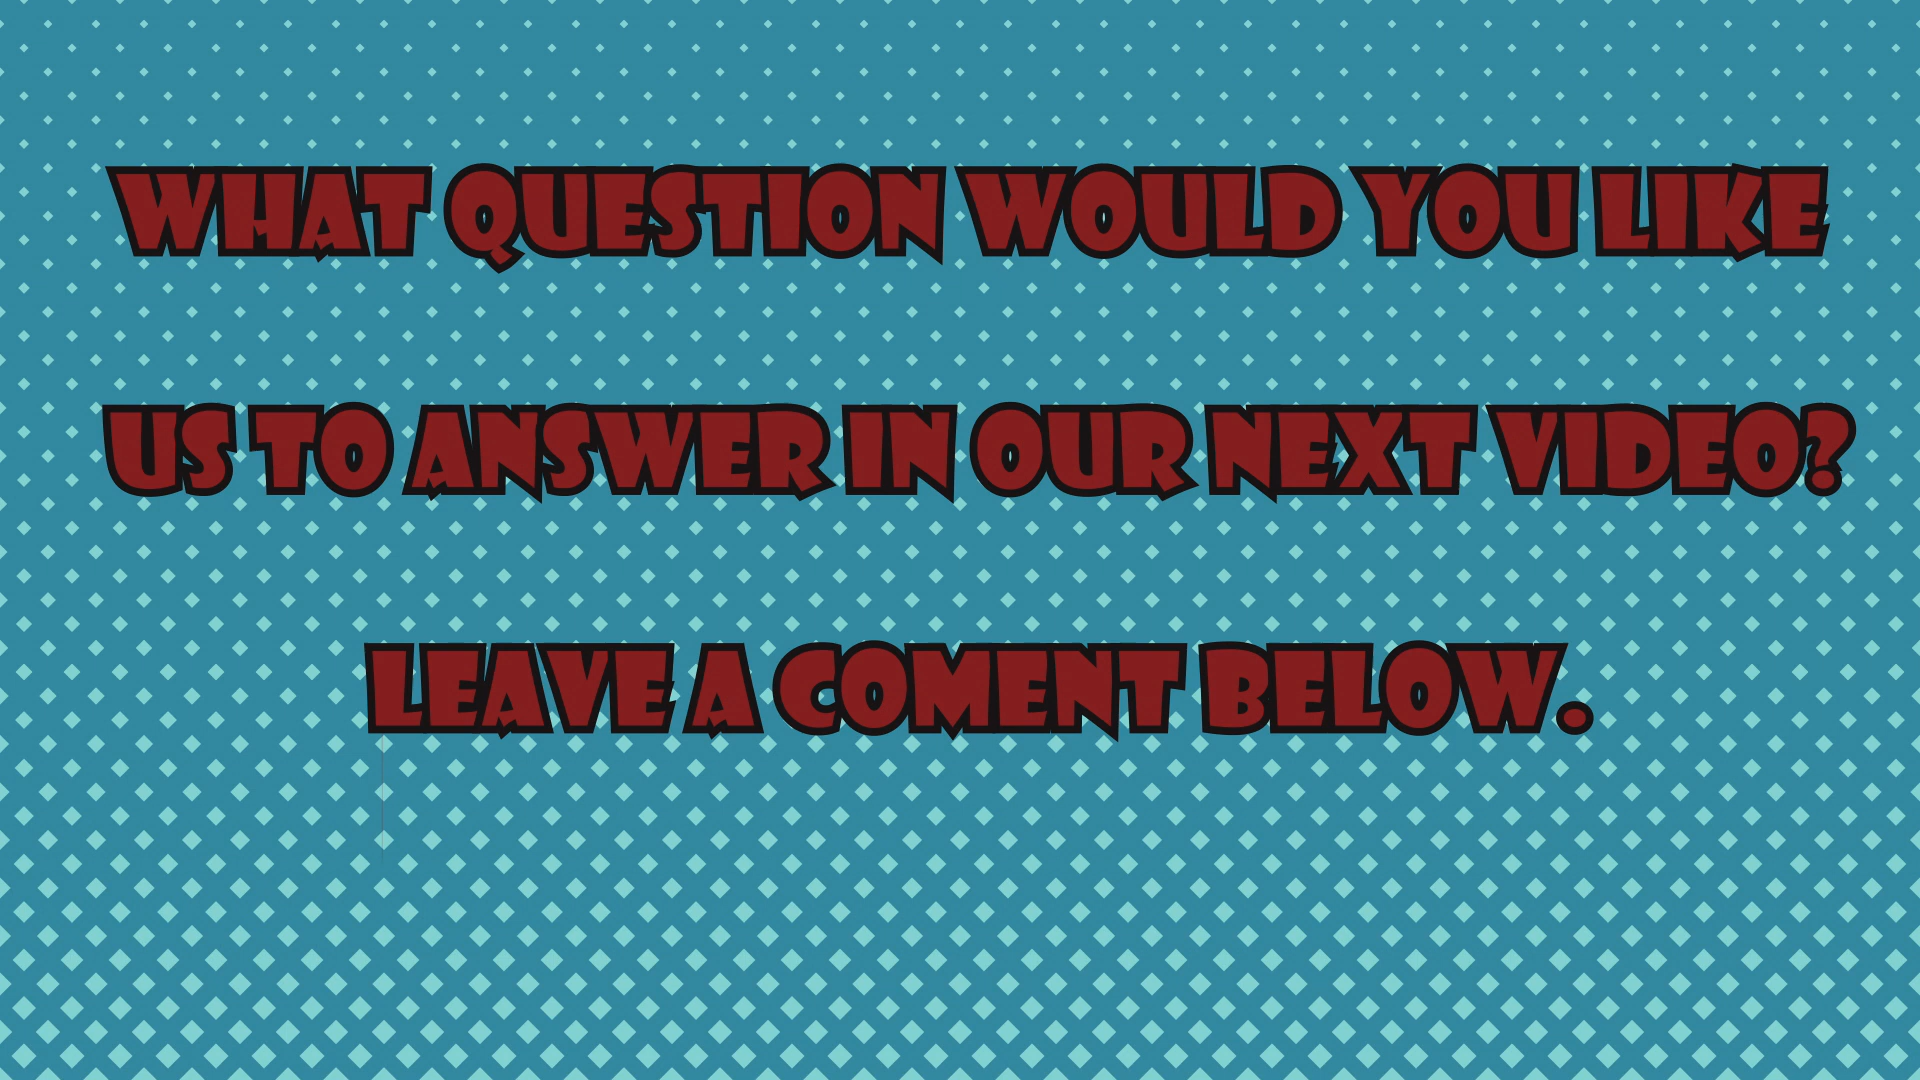 WHAT QUESTION WOULD YOU LIKE
US TO ANSWER IN OUR NEXT VIDEO?
LEAVE A COMENT BELOW.